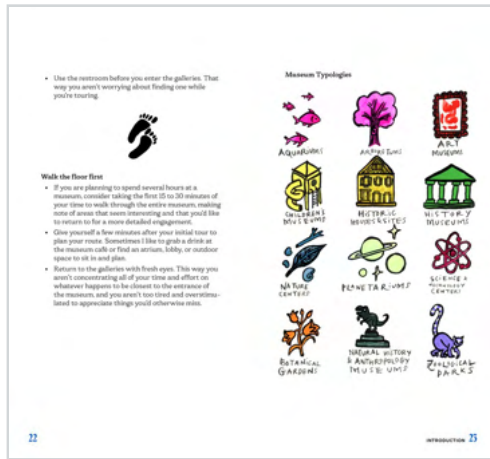 • Use the restroom before you enter the galleries. That
way you aren't worrying about finding one while
you're touring.
Walk the floor first
• If you are planning to spend several hours at a
museum, consider taking the first 15 to 30 minutes
of your time to walk through the entire museum, making
note of areas that seem interesting and that you'd like
to return to for a more detailed engagement.
• Give yourself a few minutes after your initial tour to
plan your route. Sometimes I like to grab a drink at
the museum café or find an atrium, lobby, or outdoor
space to sit in and plan.
• Return to the galleries with fresh eyes. This way you
aren't concentrating all of your time and effort on
whatever happens to be closest to the entrance of
the museum, and you aren't too tired and overstimu-
lated to appreciate things you'd otherwise miss.
22
Museum Typologies
AQUARIUMS
ARBORETUMS
ART
MUSEUMS
CHILDRENS
MUSEUMS
HISTORIC
HOUSES & SITES
HISTORY
MUSEUMS
NATURE
CENTERS
PLANETARIUMS
SCIENCE &
TECHNOLOGY
CENTERS
BOTANICAL
GARDENS
NATURAL HISTORY
& ANTHROPOLOGY
MUSEUMS
ZOOLOGICAL
PARKS
INTRODUCTION 23